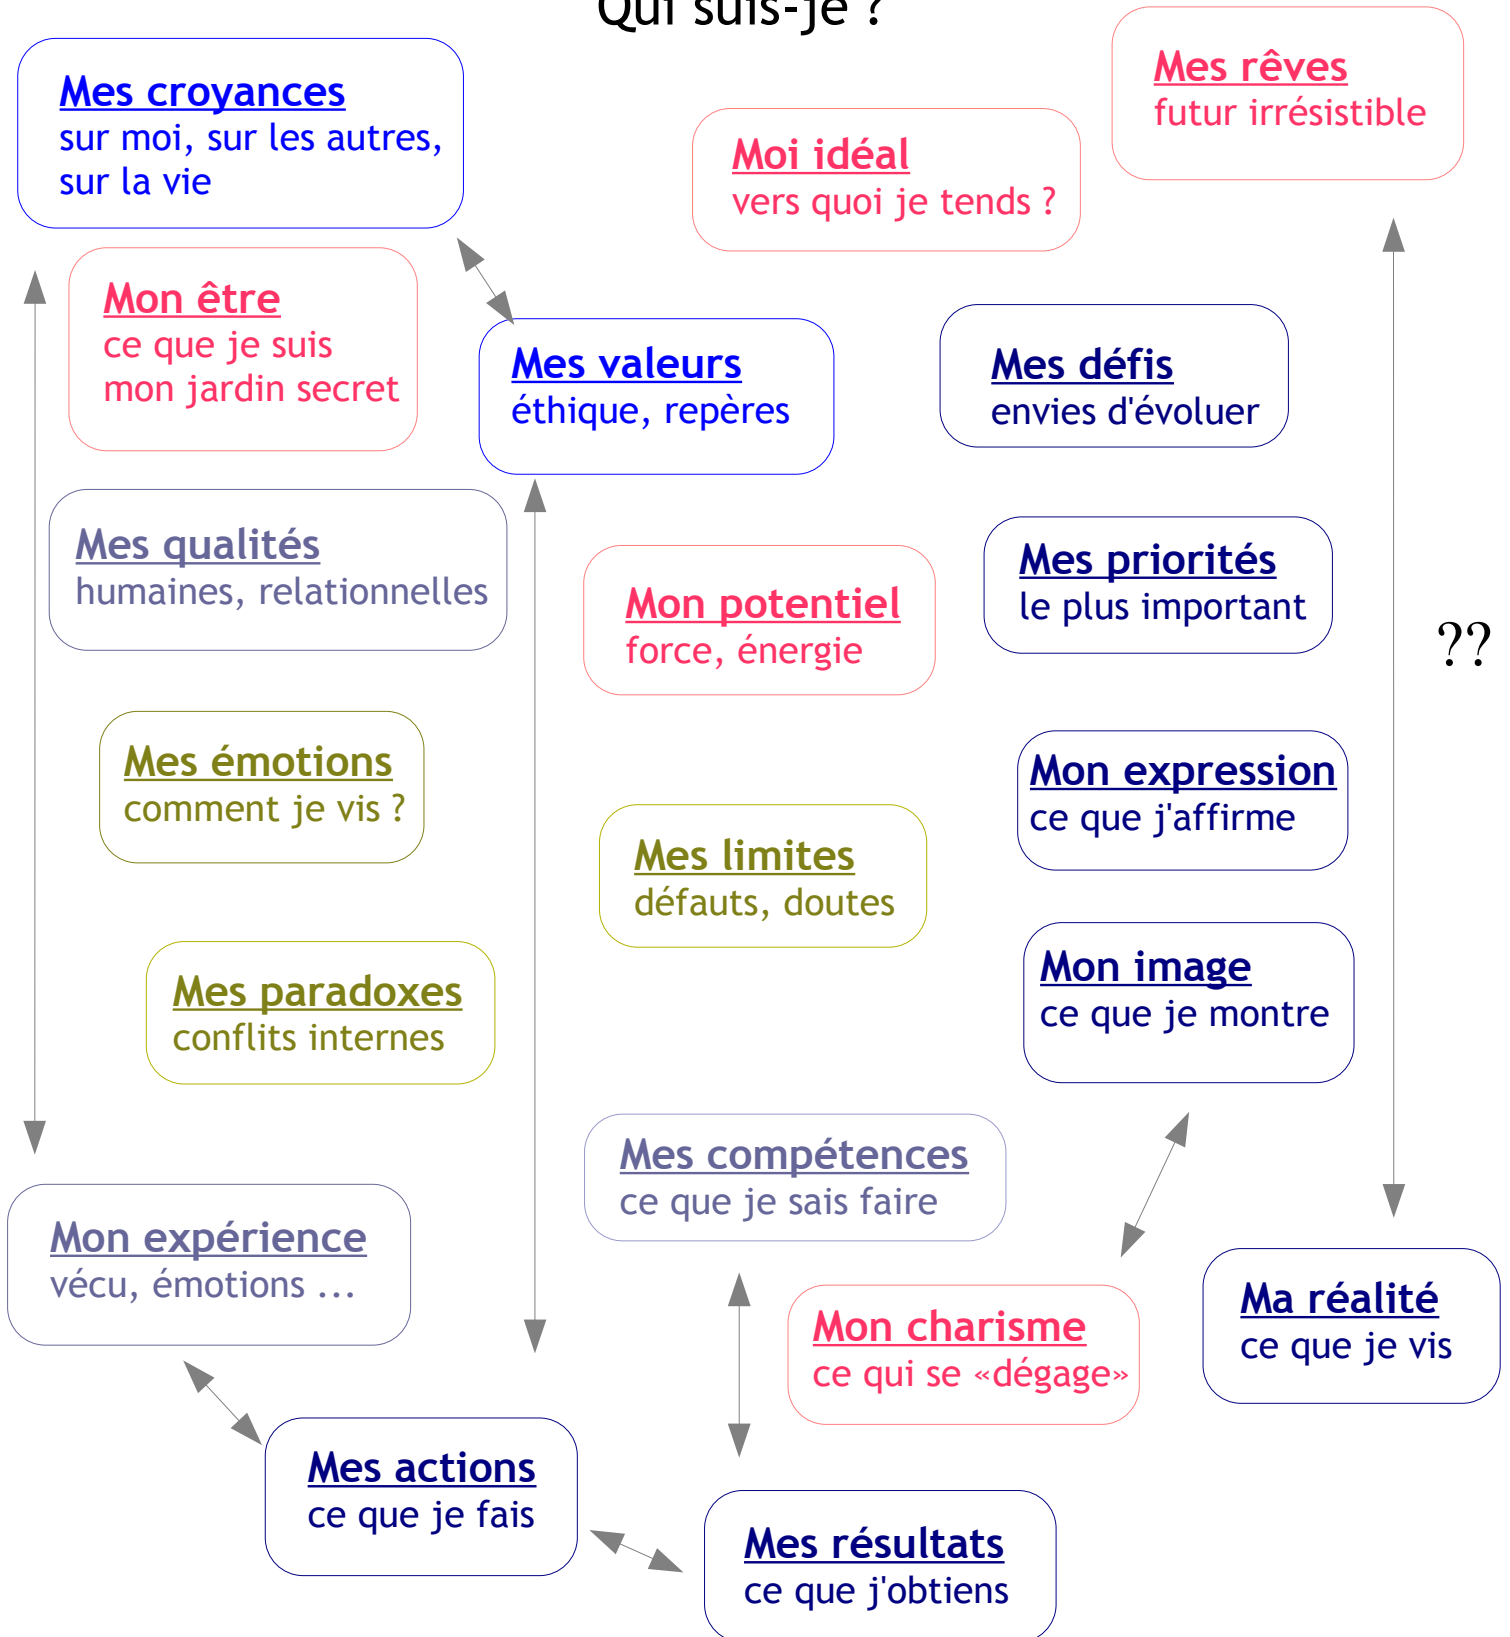 Qui suis-je ?
Mes croyances
sur moi, sur les autres,
sur la vie
Mes rêves
futur irrésistible
Moi idéal
vers quoi je tends ?
Mon être
ce que je suis
mon jardin secret
Mes valeurs
éthique, repères
Mes défis
envies d'évoluer
Mes qualités
humaines, relationnelles
Mon potentiel
force, énergie
Mes priorités
le plus important
??
Mes émotions
comment je vis ?
Mes limites
défauts, doutes
Mon expression
ce que j'affirme
Mes paradoxes
conflits internes
Mon image
ce que je montre
Mes compétences
ce que je sais faire
Mon expérience
vécu, émotions ...
Mon charisme
ce qui se «dégage»
Ma réalité
ce que je vis
Mes actions
ce que je fais
Mes résultats
ce que j'obtiens